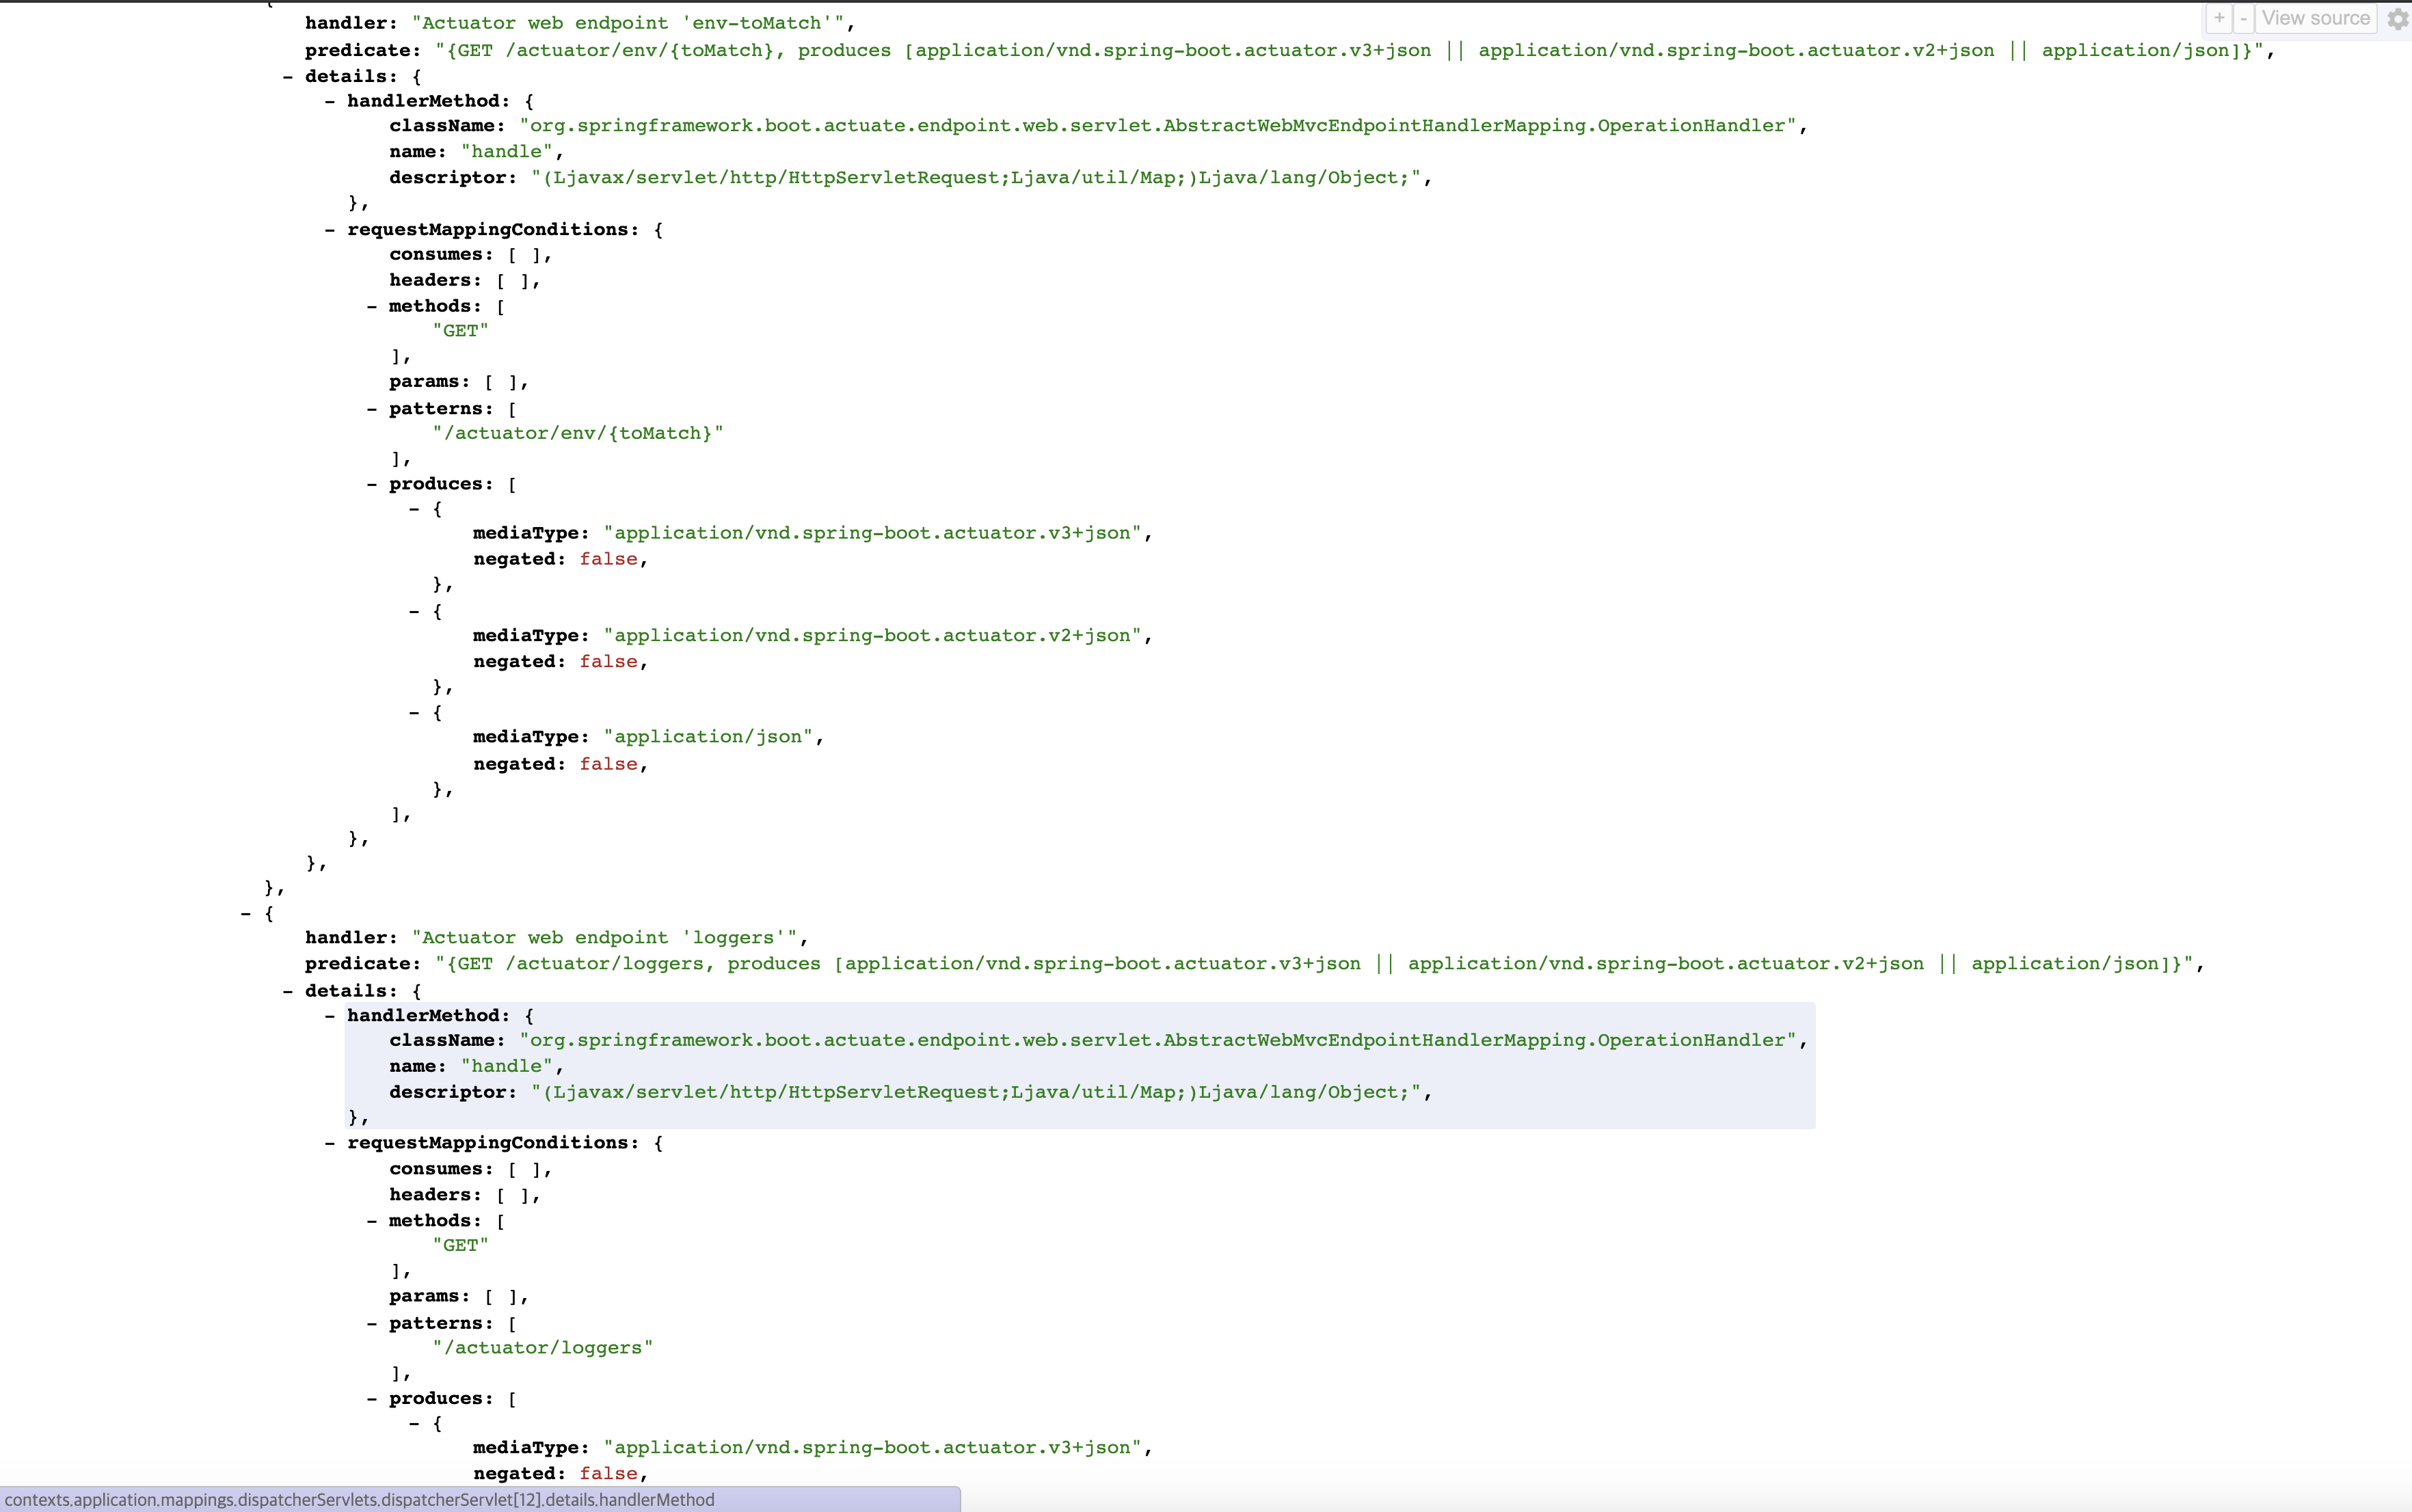 {
handler: "Actuator web endpoint 'env-toMatch'",
+ - View source
predicate: "{GET /actuator/env/{toMatch}, produces [application/vnd.spring-boot.actuator.v3+json || application/vnd.spring-boot.actuator.v2+json || application/json]}",
- details: {
- handlerMethod: {
className: "org.springframework.boot.actuate.endpoint.web.servlet.AbstractWebMvcEndpointHandlerMapping.OperationHandler",
name: "handle",
descriptor: "(Ljavax/servlet/http/HttpServletRequest;Ljava/util/Map;)Ljava/lang/Object;",
},
- requestMappingConditions: {
consumes: [ ],
headers: [ ],
- methods: [
"GET"
],
params: [ ],
- patterns: [
"/actuator/env/{toMatch}"
],
- produces: [
- {
mediaType: "application/vnd.spring-boot.actuator.v3+json",
negated: false,
},
- {
mediaType: "application/vnd.spring-boot.actuator.v2+json",
negated: false,
},
- {
mediaType: "application/json",
negated: false,
},
],
},
},
},
- {
handler: "Actuator web endpoint 'loggers'",
predicate: "{GET /actuator/loggers, produces [application/vnd.spring-boot.actuator.v3+json || application/vnd.spring-boot.actuator.v2+json || application/json]}",
- details: {
- handlerMethod: {
className: "org.springframework.boot.actuate.endpoint.web.servlet.AbstractWebMvcEndpointHandlerMapping.OperationHandler",
name: "handle",
descriptor: "(Ljavax/servlet/http/HttpServletRequest;Ljava/util/Map;)Ljava/lang/Object;",
},
- requestMappingConditions: {
consumes: [ ],
headers: [ ],
- methods: [
"GET"
],
params: [ ],
- patterns: [
"/actuator/loggers"
],
- produces: [
- {
mediaType: "application/vnd.spring-boot.actuator.v3+json",
negated: false,
contexts.application.mappings.dispatcherServlets.dispatcherServlet[12].details.handlerMethod